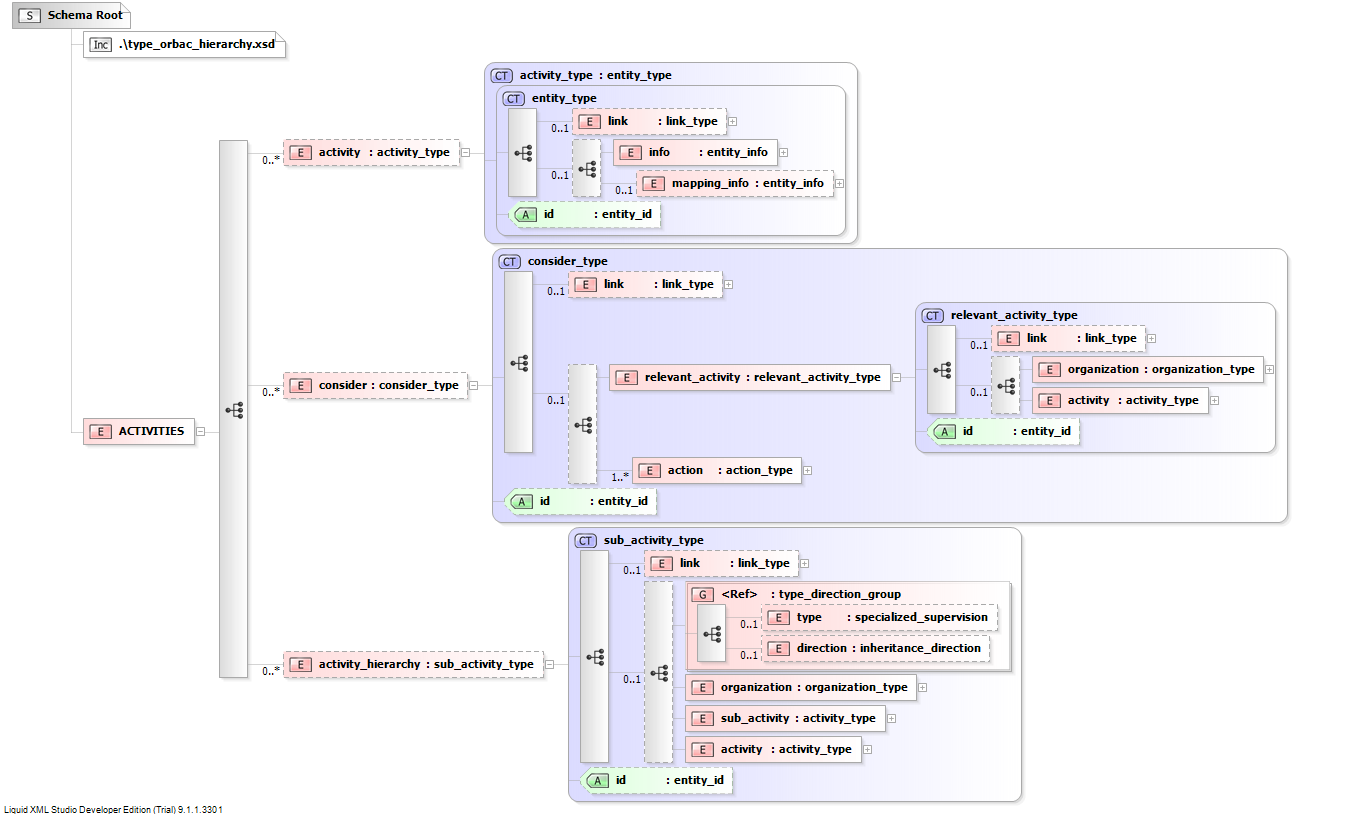 S Schema Root
Inc .\type_orbac_hierarchy.xsd
CT activity_type : entity_type
CT entity_type
0..1 E link : link_type
0..* E activity : activity_type
E info : entity_info
0..1
0..1 E mapping_info : entity_info
A id : entity_id
CT consider_type
0..1 E link : link_type
CT relevant_activity_type
0..1 E link : link_type
E organization : organization_type
0..1
E activity : activity_type
A id : entity_id
0..* E consider : consider_type
E relevant_activity : relevant_activity_type
0..1
1..* E action : action_type
A id : entity_id
E ACTIVITIES
CT sub_activity_type
0..1 E link : link_type
G <Ref> : type_direction_group
0..1 E type : specialized_supervision
0..1 E direction : inheritance_direction
0..* E activity_hierarchy : sub_activity_type
0..1
E organization : organization_type
E sub_activity : activity_type
E activity : activity_type
A id : entity_id
Liquid XML Studio Developer Edition (Trial) 9.1.1.3301